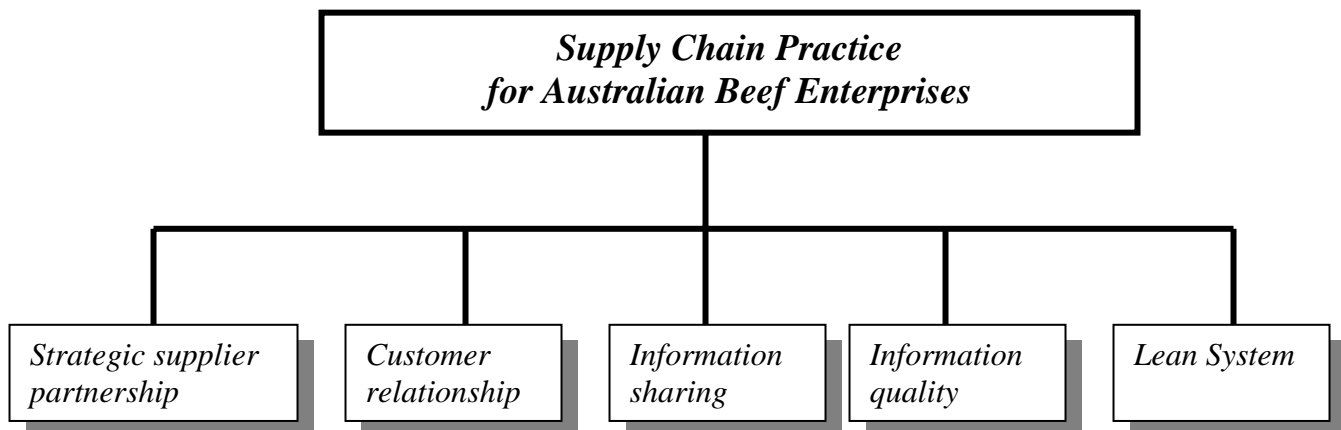 Supply Chain Practice
for Australian Beef Enterprises
Strategic supplier
partnership
Customer
relationship
Information
sharing
Information
quality
Lean System